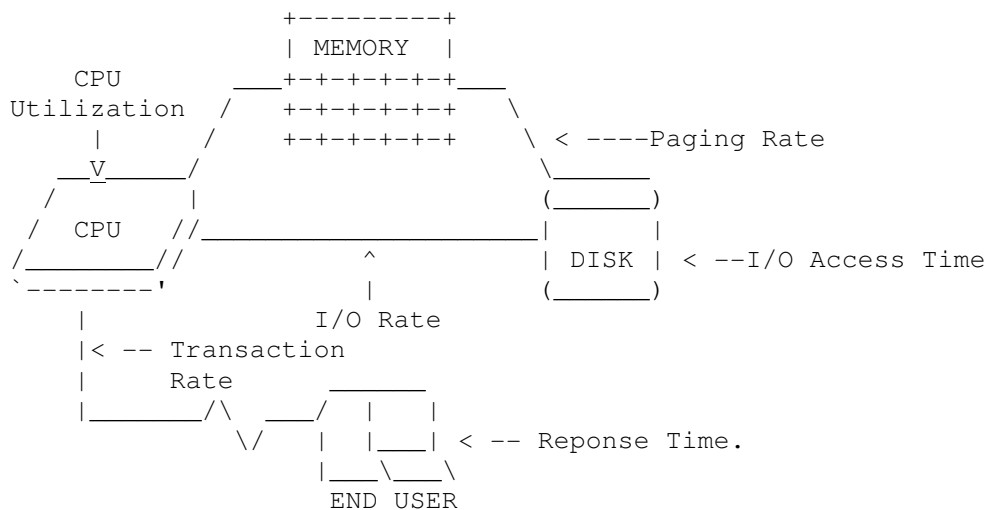 MEMORY
CPU
Utilization
V
< ----Paging Rate
CPU
DISK
< --I/O Access Time
^
I/O Rate
< -- Transaction
Rate
< -- Reponse Time.
END USER